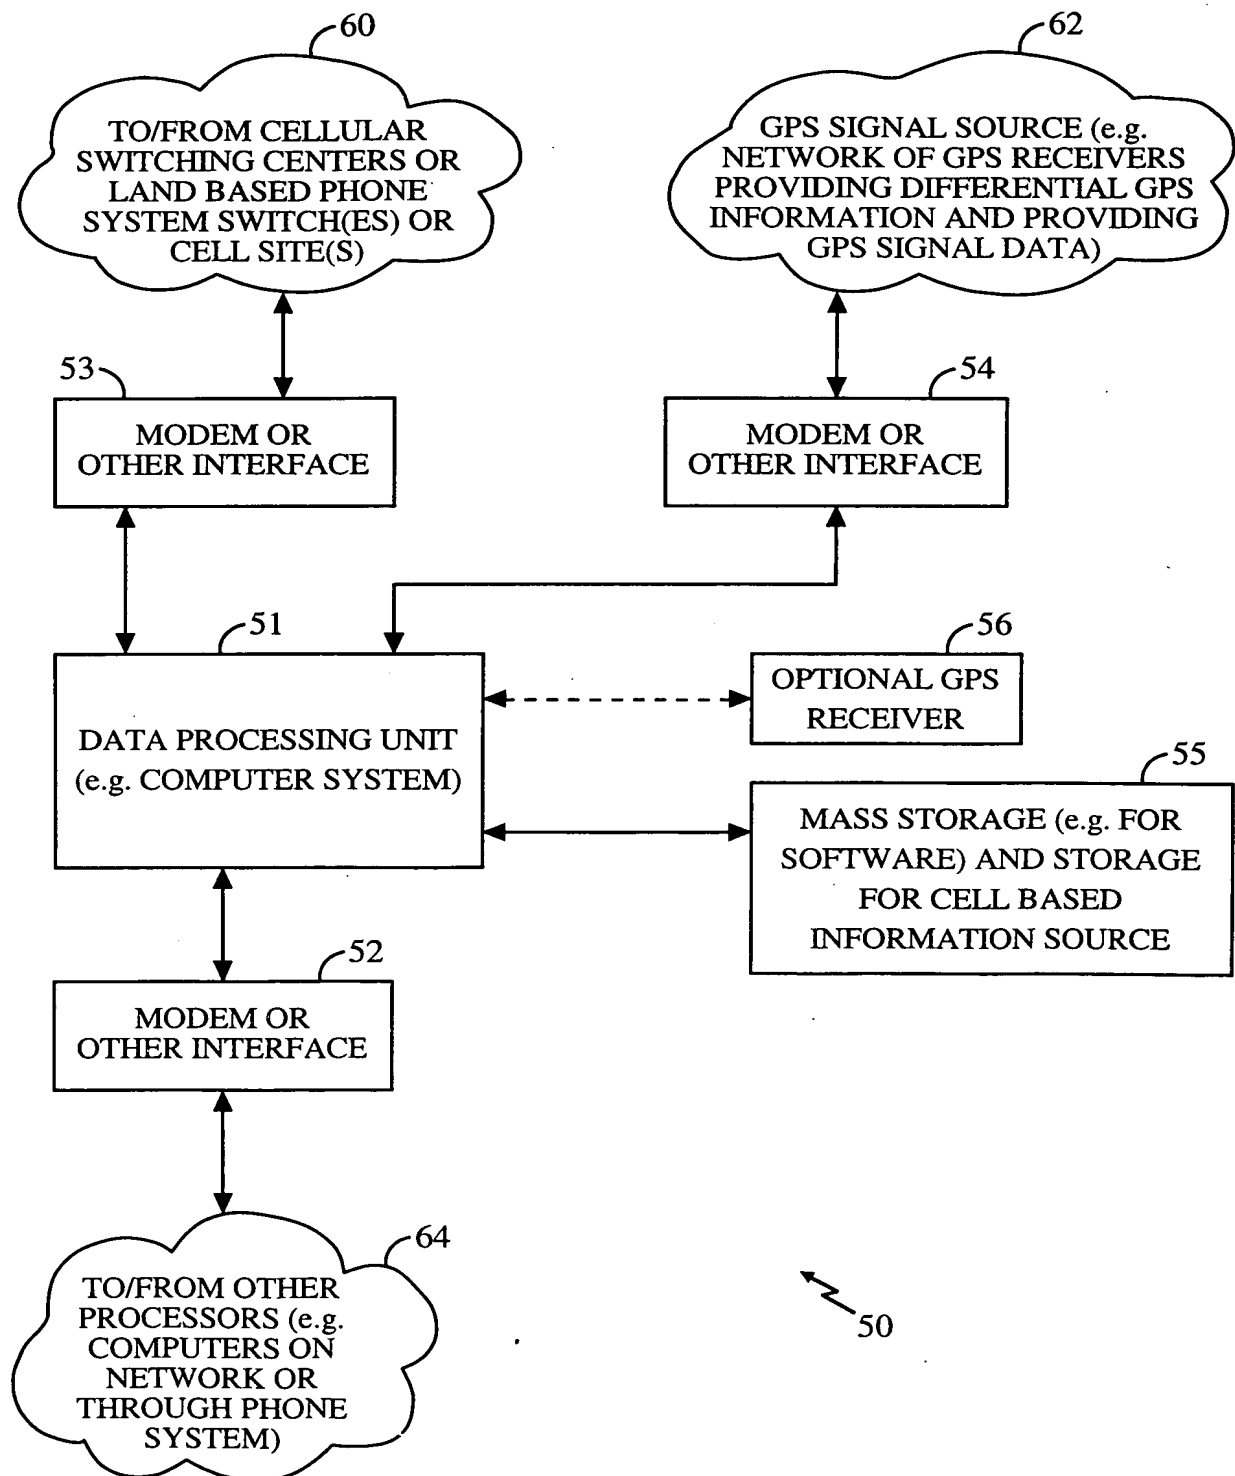 60
TO/FROM CELLULAR
SWITCHING CENTERS OR
LAND BASED PHONE
SYSTEM SWITCH(ES) OR
CELL SITE(S)
62
GPS SIGNAL SOURCE (e.g.
NETWORK OF GPS RECEIVERS
PROVIDING DIFFERENTIAL GPS
INFORMATION AND PROVIDING
GPS SIGNAL DATA)
53
MODEM OR
OTHER INTERFACE
54
MODEM OR
OTHER INTERFACE
51
DATA PROCESSING UNIT
(e.g. COMPUTER SYSTEM)
56
OPTIONAL GPS
RECEIVER
55
MASS STORAGE (e.g. FOR
SOFTWARE) AND STORAGE
FOR CELL BASED
INFORMATION SOURCE
52
MODEM OR
OTHER INTERFACE
64
TO/FROM OTHER
PROCESSORS (e.g.
COMPUTERS ON
NETWORK OR
THROUGH PHONE
SYSTEM)
50